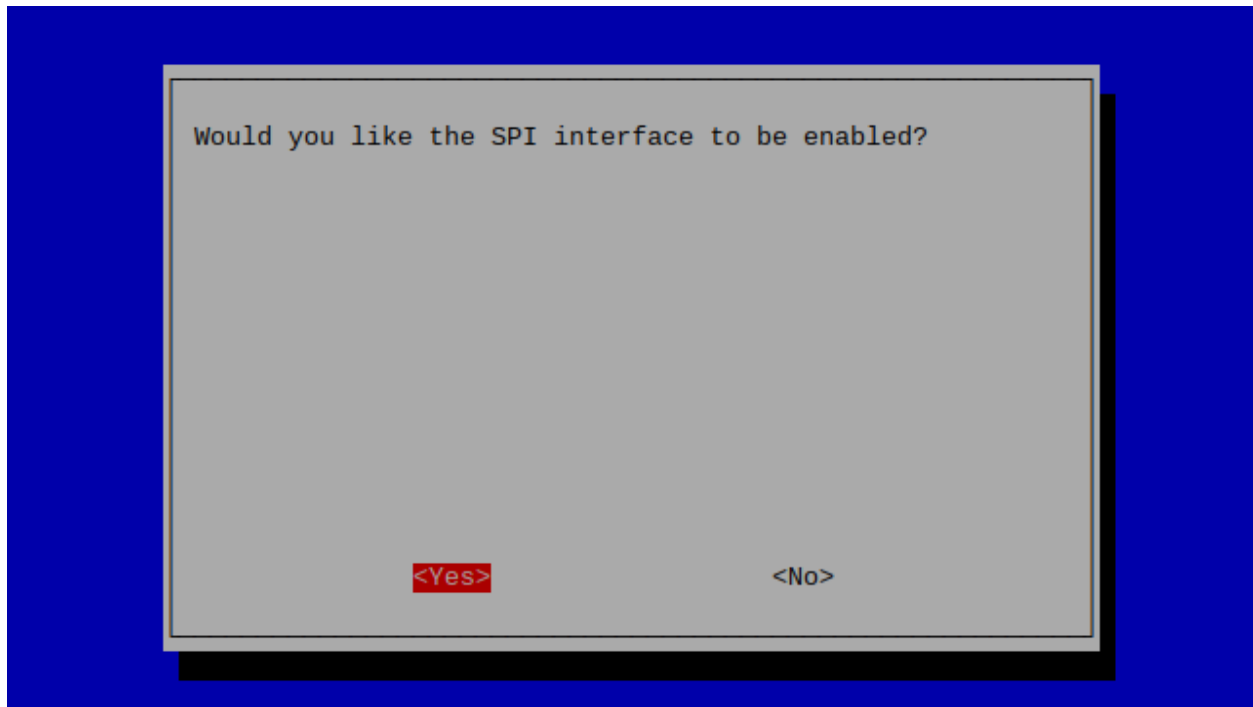 Would you like the SPI interface to be enabled?
<Yes> <No>